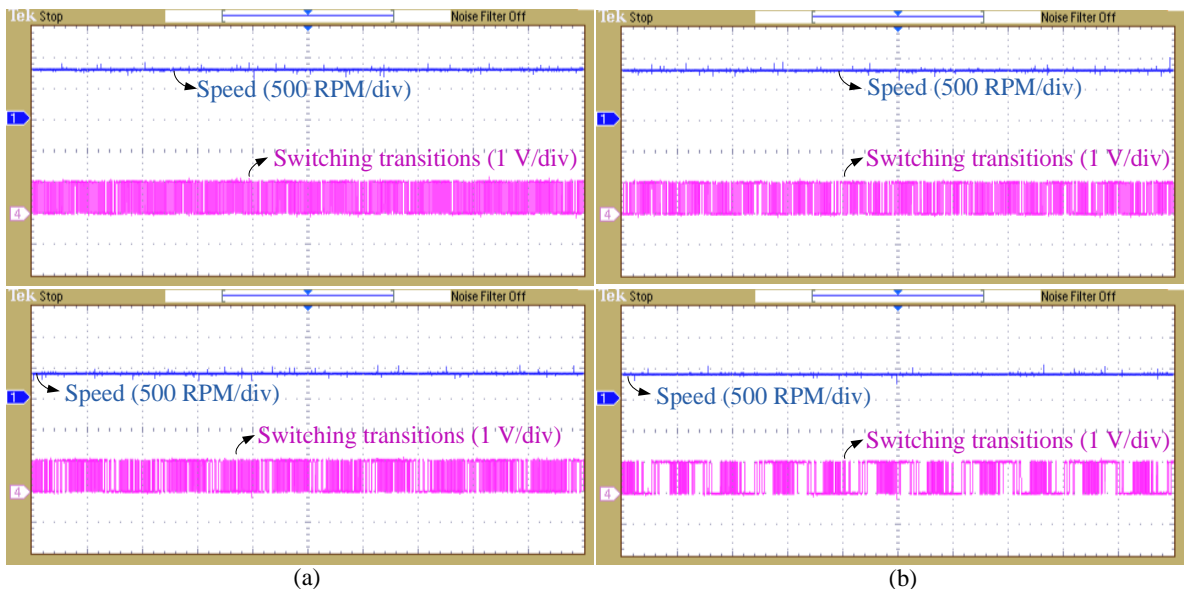 Tek Stop Noise Filter Off
Speed (500 RPM/div)
1
Switching transitions (1 V/div)
4
Tek Stop Noise Filter Off
Speed (500 RPM/div)
1
Switching transitions (1 V/div)
4
Tek Stop Noise Filter Off
1
Speed (500 RPM/div)
Switching transitions (1 V/div)
4
Tek Stop Noise Filter Off
1
Speed (500 RPM/div)
Switching transitions (1 V/div)
4
(a)
(b)